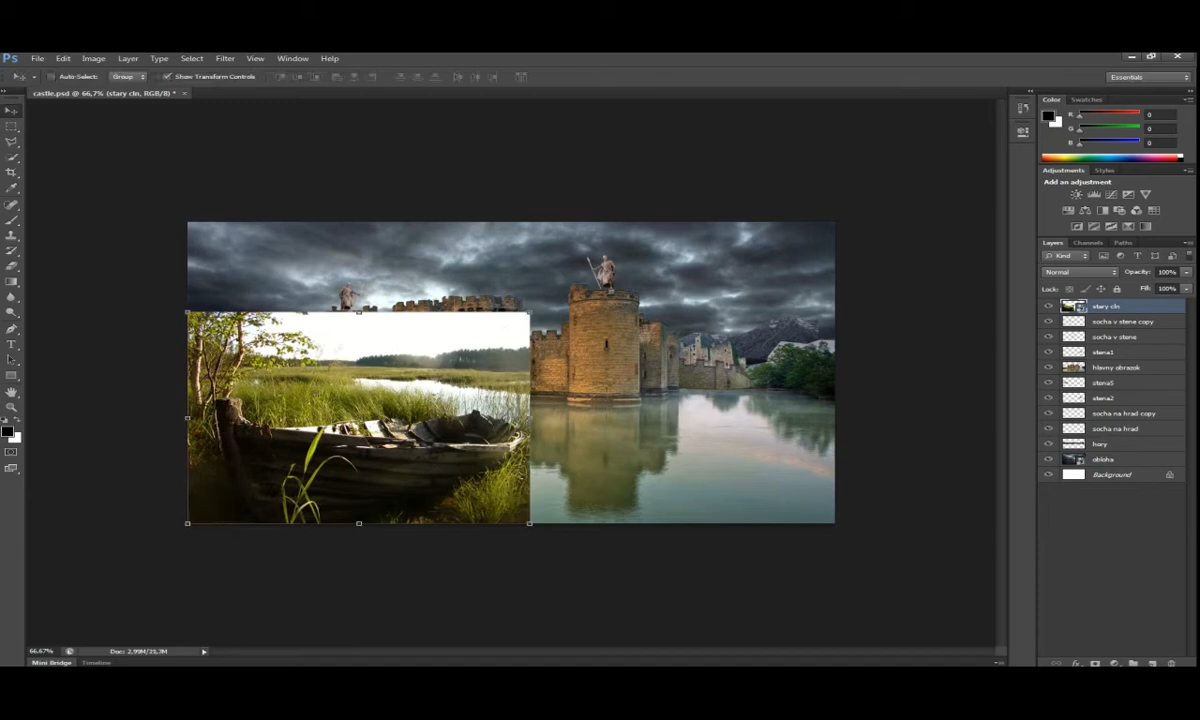 Ps File Edit Image Layer Type Select Filter View Window Help
Auto-Select: Group Show Transform Controls Essentials
castle.psd @ 66,7% (stary cln, RGB/8) * ×
Color Swatches
R 0
G 0
B 0
Adjustments Styles
Add an adjustment
Layers Channels Paths
Kind
Normal Opacity: 100%
Lock: Fill: 100%
stary cln
socha v stene copy
socha v stene
stena1
hlavny obrazok
stena5
stena2
socha na hrad copy
socha na hrad
hory
obloha
Background
66,67% Doc: 2,99M/21,7M
Mini Bridge Timeline